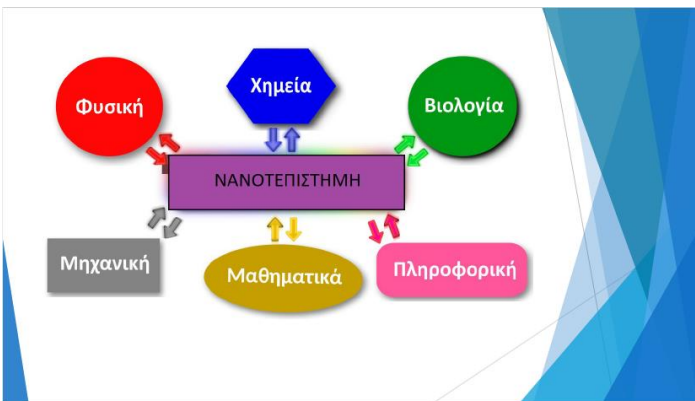 Φυσική
Χημεία
Βιολογία
ΝΑΝΟΤΕΠΙΣΤΗΜΗ
Μηχανική
Μαθηματικά
Πληροφορική